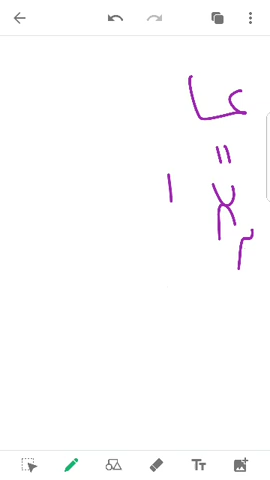 y = x²
-